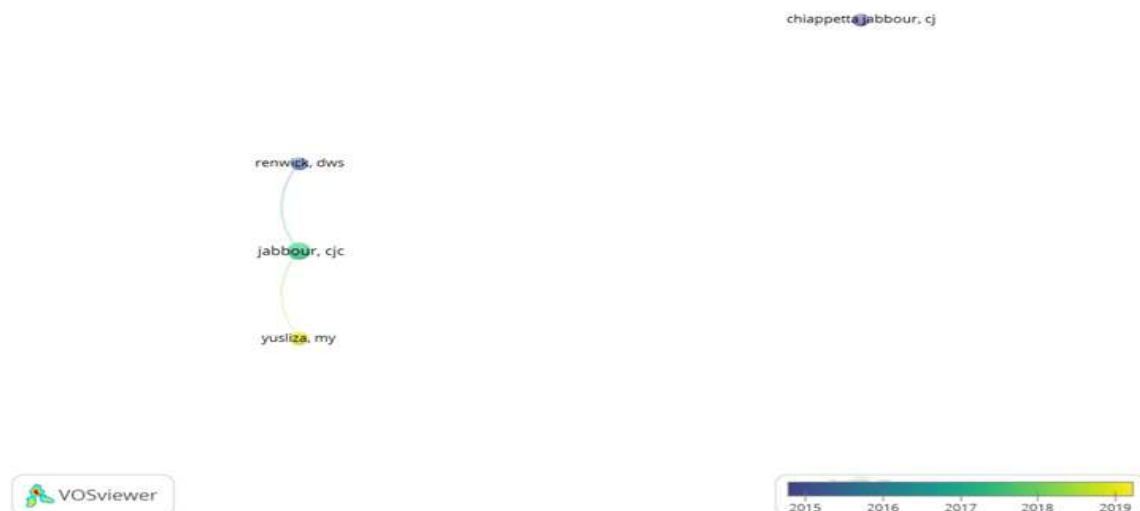 chiappetta jabbour, cj
renwick, dws
jabbour, cjc
yusliza, my
VOSviewer
2015 2016 2017 2018 2019